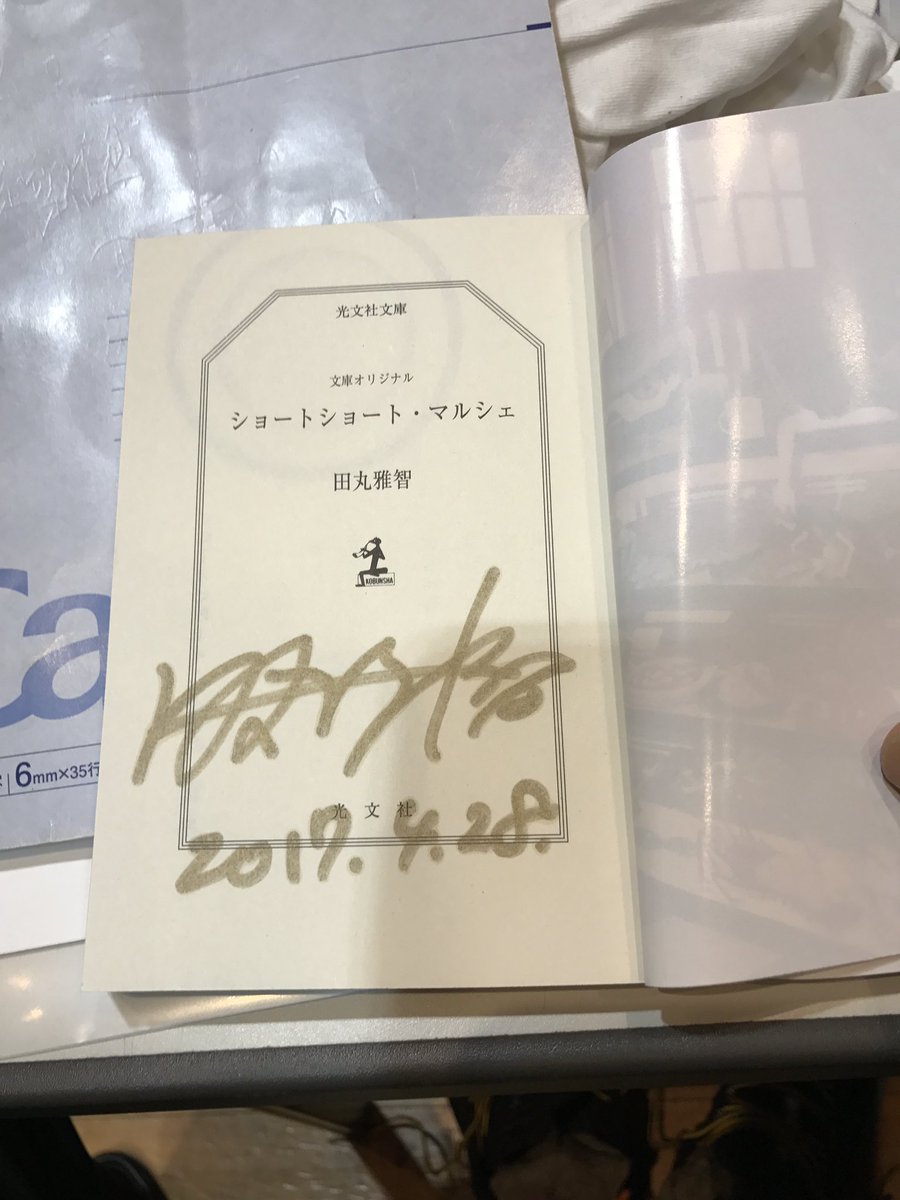 光文社文庫
文庫オリジナル
ショートショート・マルシェ
田丸雅智
KOBUNSHA
光文社
2017.4.28.
Ca
6mm×35行